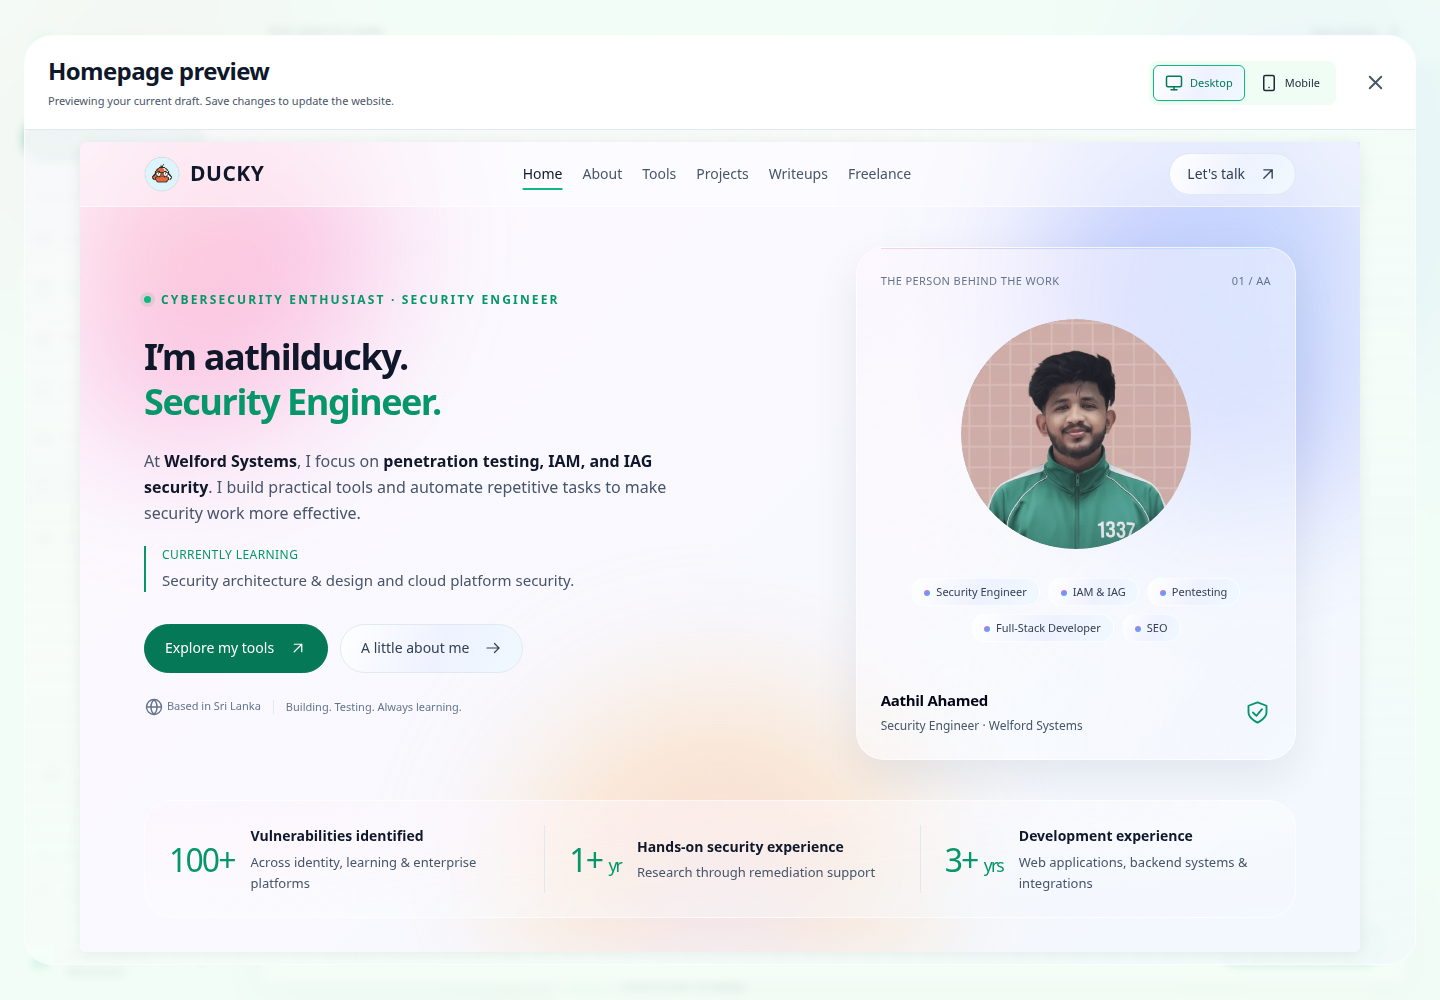 Homepage preview
Previewing your current draft. Save changes to update the website.
Desktop
Mobile
DUCKY
Home
About
Tools
Projects
Writeups
Freelance
Let's talk
CYBERSECURITY ENTHUSIAST · SECURITY ENGINEER
I’m aathilducky.
Security Engineer.
At Welford Systems, I focus on penetration testing, IAM, and IAG
security. I build practical tools and automate repetitive tasks to make
security work more effective.
CURRENTLY LEARNING
Security architecture & design and cloud platform security.
Explore my tools
A little about me
Based in Sri Lanka
Building. Testing. Always learning.
THE PERSON BEHIND THE WORK
01 / AA
1337
Security Engineer
IAM & IAG
Pentesting
Full-Stack Developer
SEO
Aathil Ahamed
Security Engineer · Welford Systems
100+
Vulnerabilities identified
Across identity, learning & enterprise
platforms
1+ yr
Hands-on security experience
Research through remediation support
3+ yrs
Development experience
Web applications, backend systems &
integrations